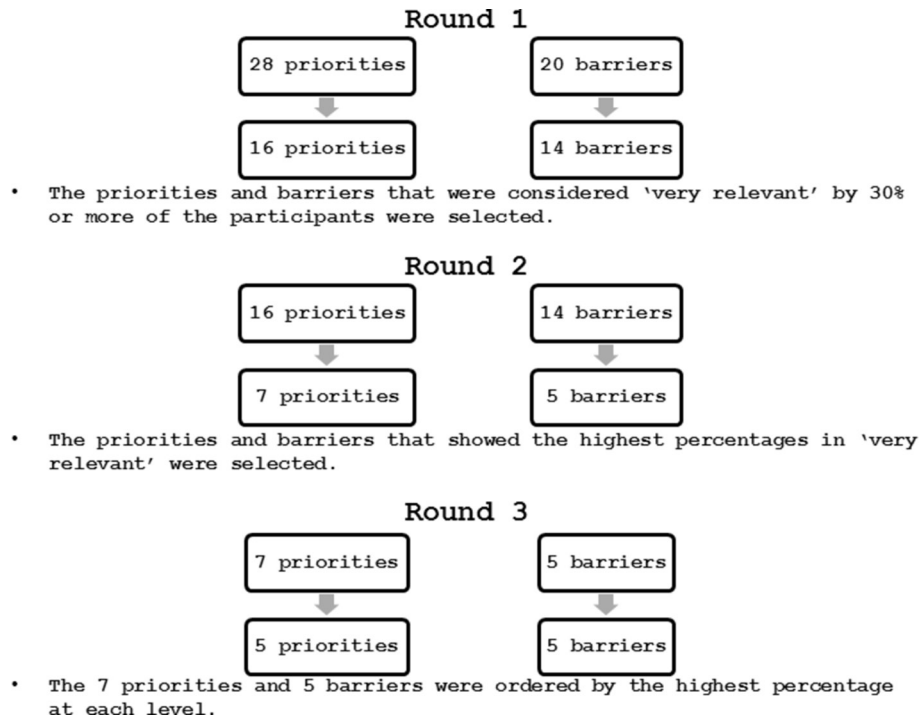 Round 1
28 priorities
20 barriers
16 priorities
14 barriers
• The priorities and barriers that were considered ‘very relevant’ by 30%
or more of the participants were selected.
Round 2
16 priorities
14 barriers
7 priorities
5 barriers
• The priorities and barriers that showed the highest percentages in ‘very
relevant’ were selected.
Round 3
7 priorities
5 barriers
5 priorities
5 barriers
• The 7 priorities and 5 barriers were ordered by the highest percentage
at each level.